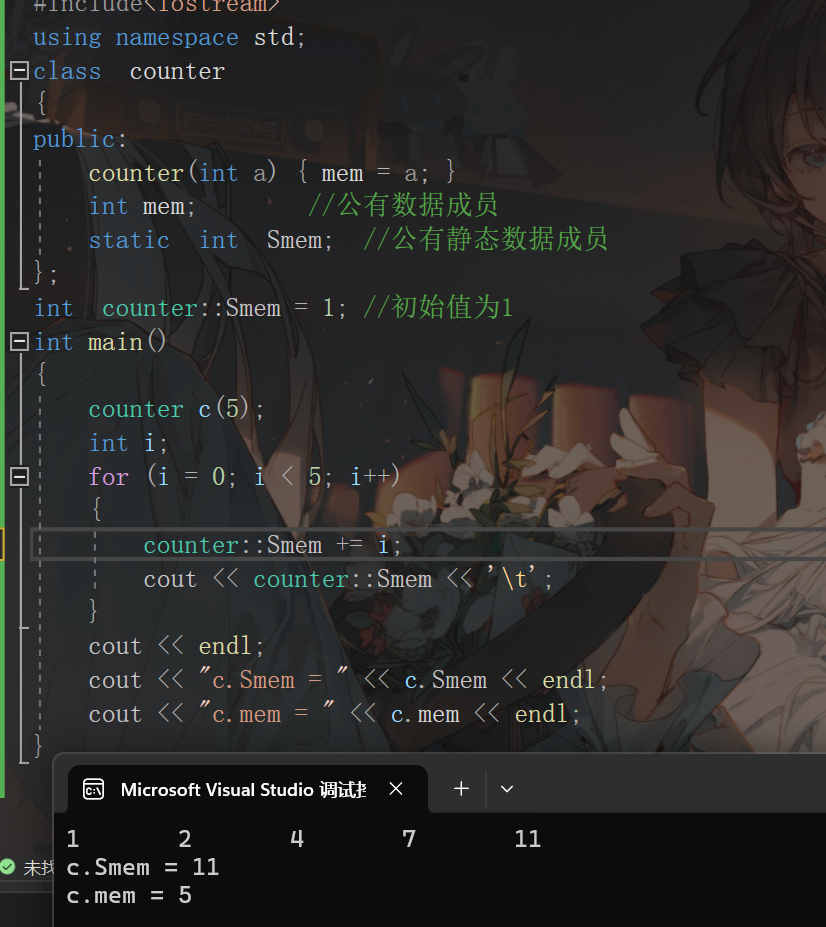 #include<iostream>
using namespace std;
class  counter
{
public:
    counter(int a) { mem = a; }
    int mem;        //公有数据成员
    static  int  Smem;  //公有静态数据成员
};
int  counter::Smem = 1; //初始值为1
int main()
{
    counter c(5);
    int i;
    for (i = 0; i < 5; i++)
    {
        counter::Smem += i;
        cout << counter::Smem << '\t';
    }
    cout << endl;
    cout << "c.Smem = " << c.Smem << endl;
    cout << "c.mem = " << c.mem << endl;
}
Microsoft Visual Studio 调试
1 2 4 7 11
未找
c.Smem = 11
c.mem = 5